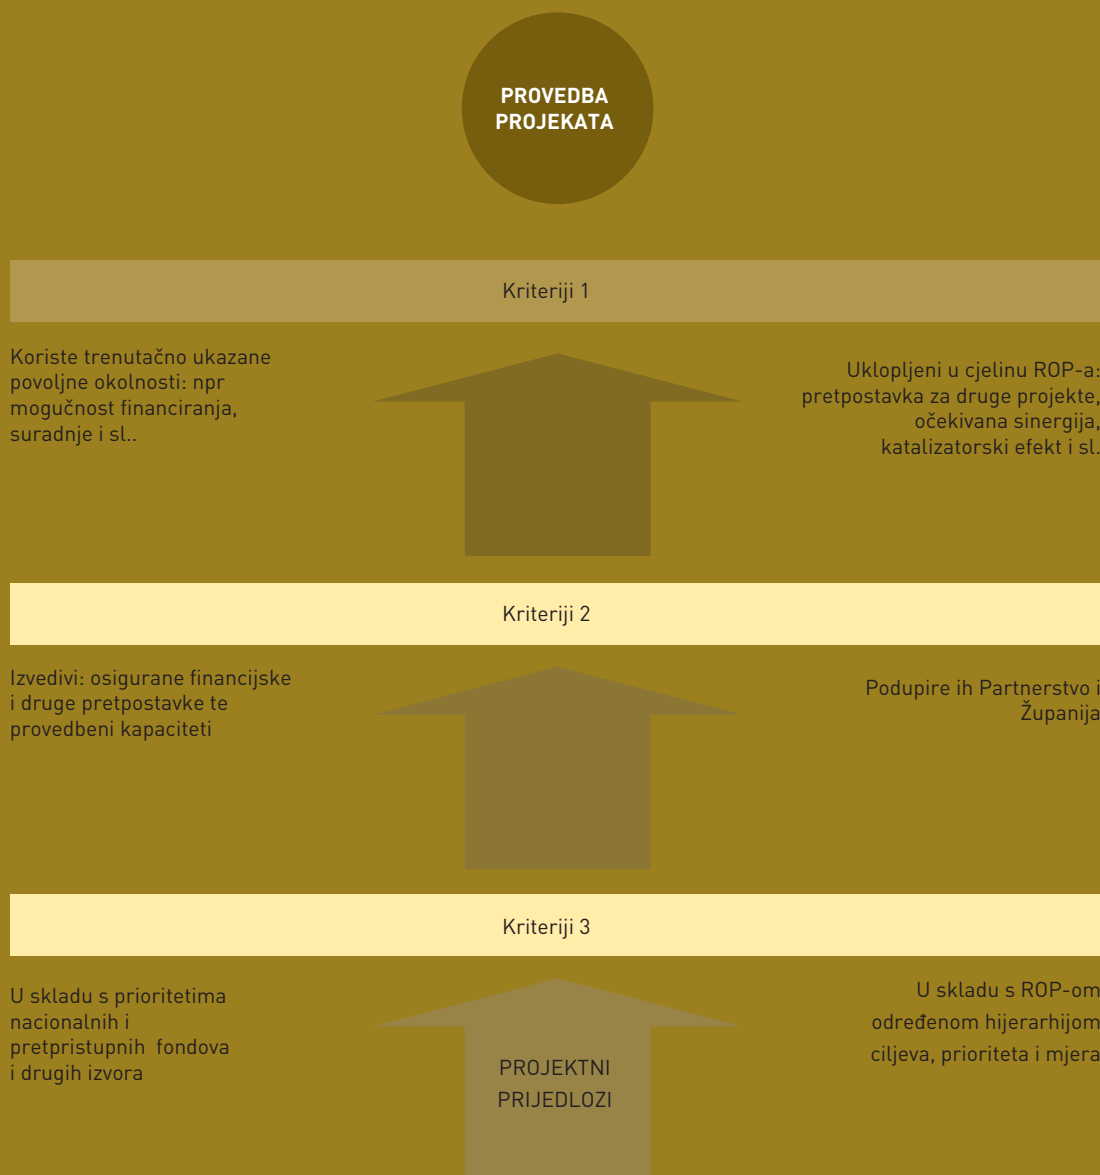 PROVEDBA
PROJEKATA
Kriteriji 1
Koriste trenutačno ukazane
povoljne okolnosti: npr
mogučnost financiranja,
suradnje i sl..
Uklopljeni u cjelinu ROP-a:
pretpostavka za druge projekte,
očekivana sinergija,
katalizatorski efekt i sl.
Kriteriji 2
Izvedivi: osigurane financijske
i druge pretpostavke te
provedbeni kapaciteti
Podupire ih Partnerstvo i
Županija
Kriteriji 3
U skladu s prioritetima
nacionalnih i
pretpristupnih fondova
i drugih izvora
U skladu s ROP-om
određenom hijerarhijom
ciljeva, prioriteta i mjera
PROJEKTNI
PRIJEDLOZI